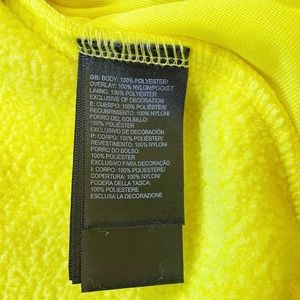 GB: BODY: 100% POLYESTER/
OVERLAY: 100% NYLON/POCKET
LINING: 100% POLYESTER
EXCLUSIVE OF DECORATION
E: CUERPO: 100% POLIÉSTER/
RECUBRIMIENTO: 100% NYLON/
FORRO DEL BOLSILLO:
100% POLIÉSTER
EXCLUSIVO DE DECORACIÓN
P: CORPO: 100% POLIÉSTER/
REVESTIMENTO: 100% NYLON/
FORRO DO BOLSO:
100% POLIÉSTER
EXCLUSIVO PARA DECORAÇÃO
I: CORPO: 100% POLIESTERE/
COPERTURA: 100% NYLON/
FODERA DELLA TASCA:
100% POLIESTERE
ESCLUSA LA DECORAZIONE